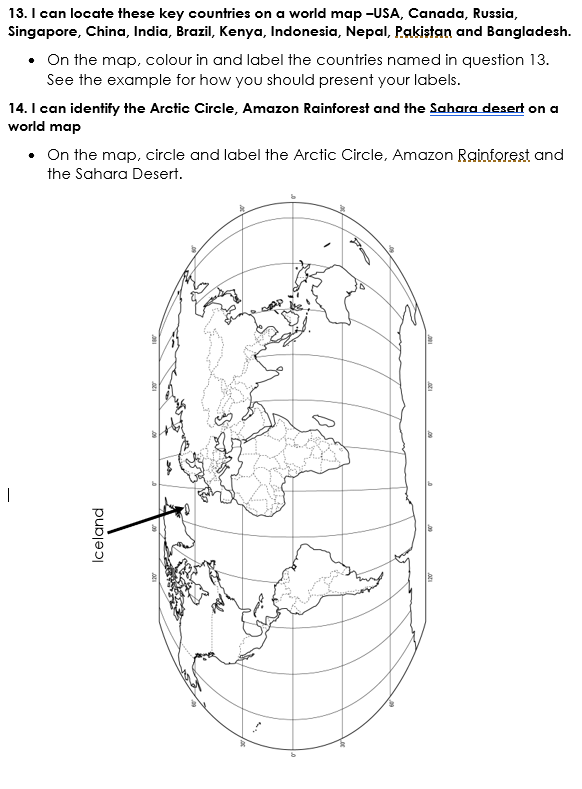 13. I can locate these key countries on a world map –USA, Canada, Russia,
Singapore, China, India, Brazil, Kenya, Indonesia, Nepal, Pakistan and Bangladesh.
• On the map, colour in and label the countries named in question 13.
See the example for how you should present your labels.
14. I can identify the Arctic Circle, Amazon Rainforest and the Sahara desert on a
world map
• On the map, circle and label the Arctic Circle, Amazon Rainforest and
the Sahara Desert.
Iceland